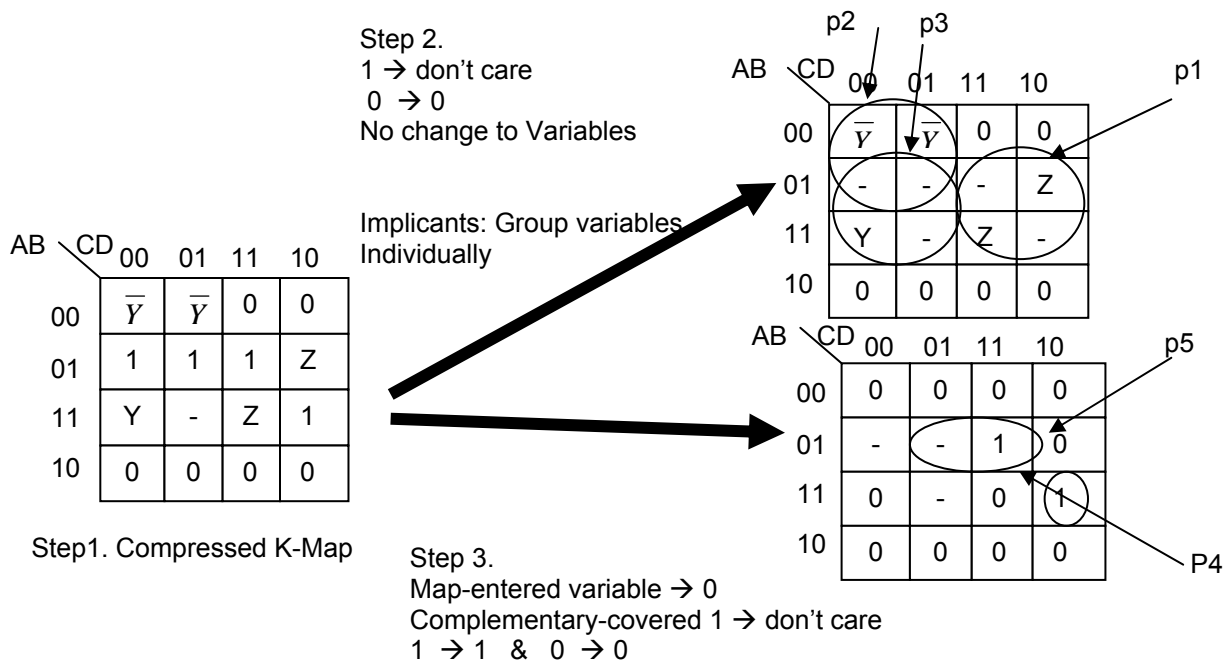 Step 2.
1 → don't care
0 → 0
No change to Variables
Implicants: Group variables
Individually
AB CD 00 01 11 10
00 Y̅ Y̅ 0 0
01 1 1 1 Z
11 Y - Z 1
10 0 0 0 0
Step1. Compressed K-Map
p2 p3
p1
AB CD 00 01 11 10
00 Y̅ Y̅ 0 0
01 - - - Z
11 Y - Z -
10 0 0 0 0
AB CD 00 01 11 10
p5
00 0 0 0 0
01 - - 1 0
11 0 - 0 1
10 0 0 0 0
P4
Step 3.
Map-entered variable → 0
Complementary-covered 1 → don't care
1 → 1 & 0 → 0